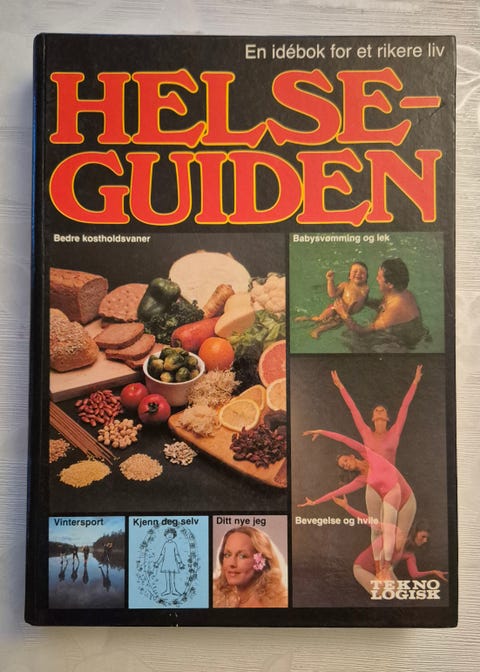 En idébok for et rikere liv
HELSE-
GUIDEN
Bedre kostholdsvaner
Babysvømming og lek
Vintersport
Kjenn deg selv
Ditt nye jeg
Bevegelse og hvile
TEKNO
LOGISK